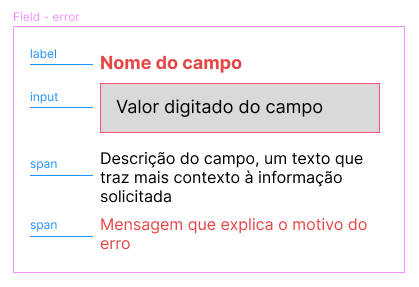 Field - error
label
Nome do campo
input
Valor digitado do campo
span
Descrição do campo, um texto que
traz mais contexto à informação
solicitada
span
Mensagem que explica o motivo do
erro